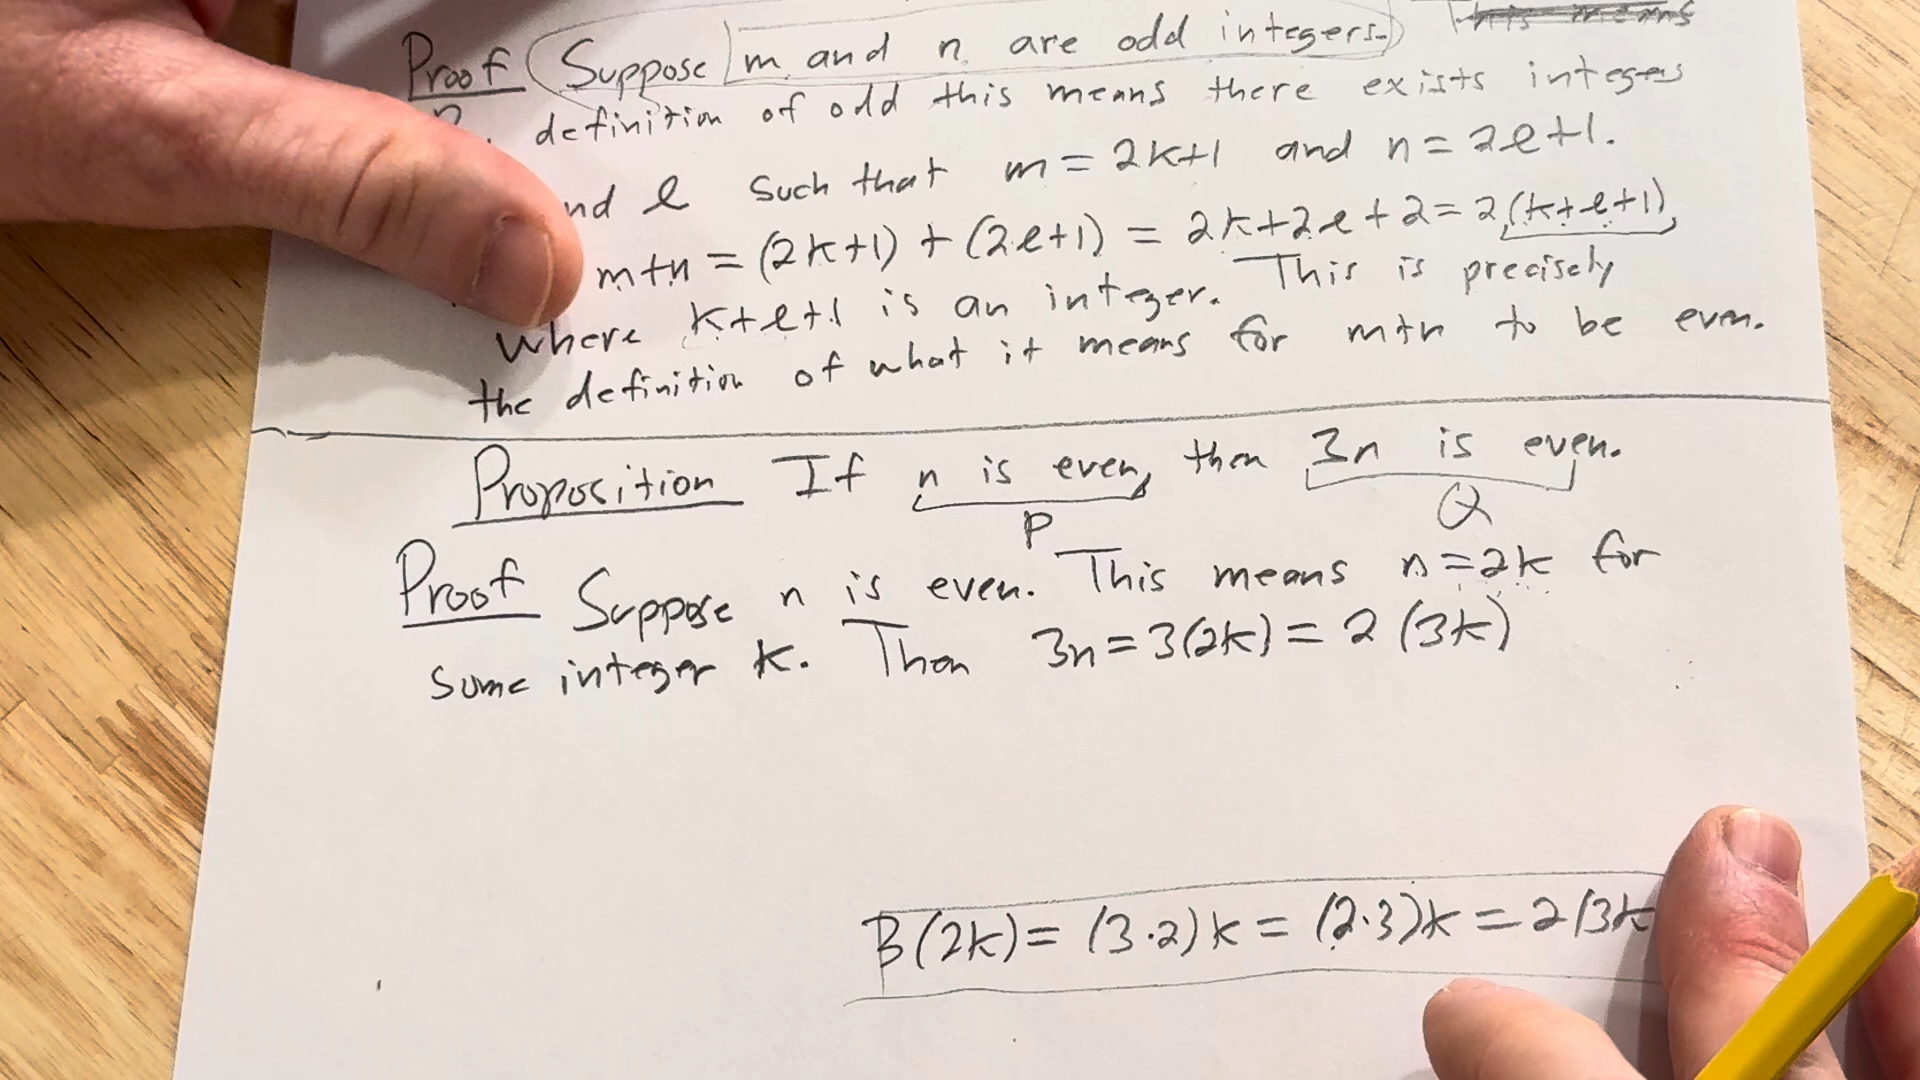 Proof Suppose m and n are odd integers. This means
definition of odd this means there exists integers
nd l such that m = 2k+1 and n = 2l+1.
m+n = (2k+1) + (2l+1) = 2k+2l+2 = 2(k+l+1),
where k+l+1 is an integer. This is precisely
the definition of what it means for m+n to be even.
Proposition If n is even, then 3n is even.
P Q
Proof Suppose n is even. This means n=2k for
some integer k. Then 3n=3(2k)=2(3k)
3(2k) = (3·2)k = (2·3)k = 2(3k